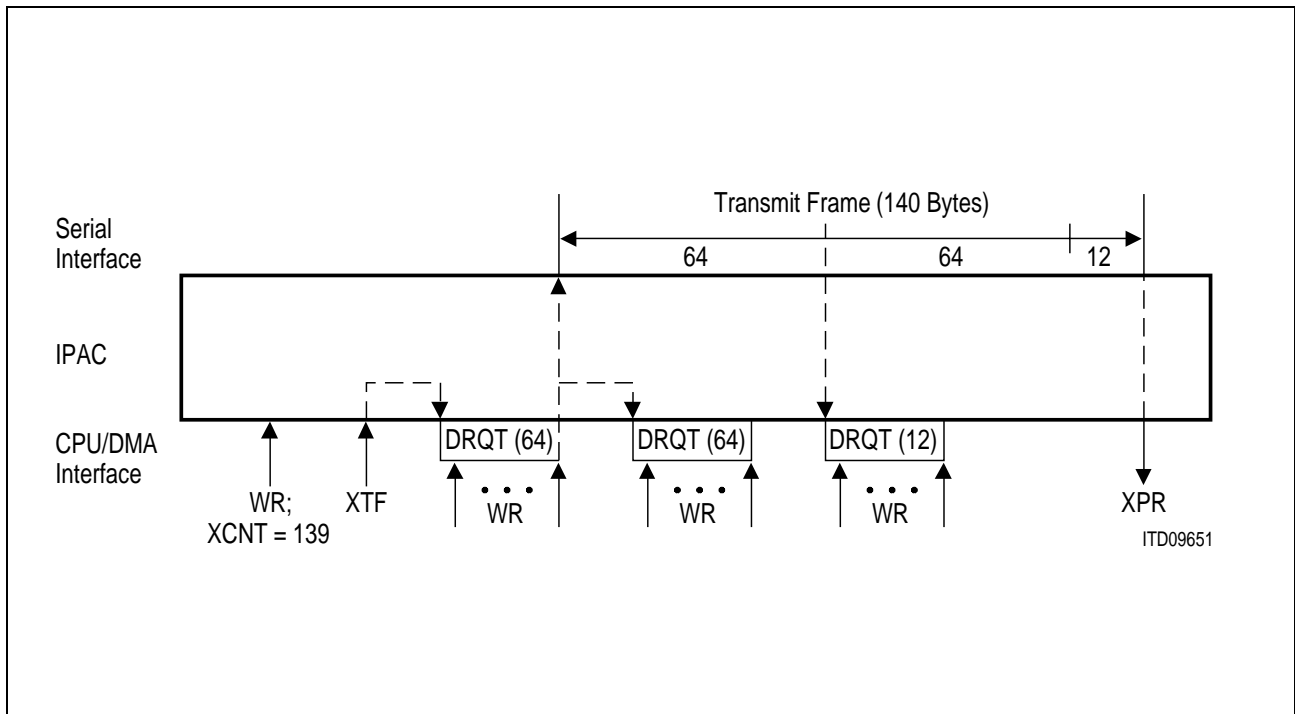 Transmit Frame (140 Bytes)
Serial
Interface
64
64
12
IPAC
CPU/DMA
Interface
DRQT (64)
DRQT (64)
DRQT (12)
WR;
XCNT = 139
XTF
WR
WR
WR
XPR
ITD09651